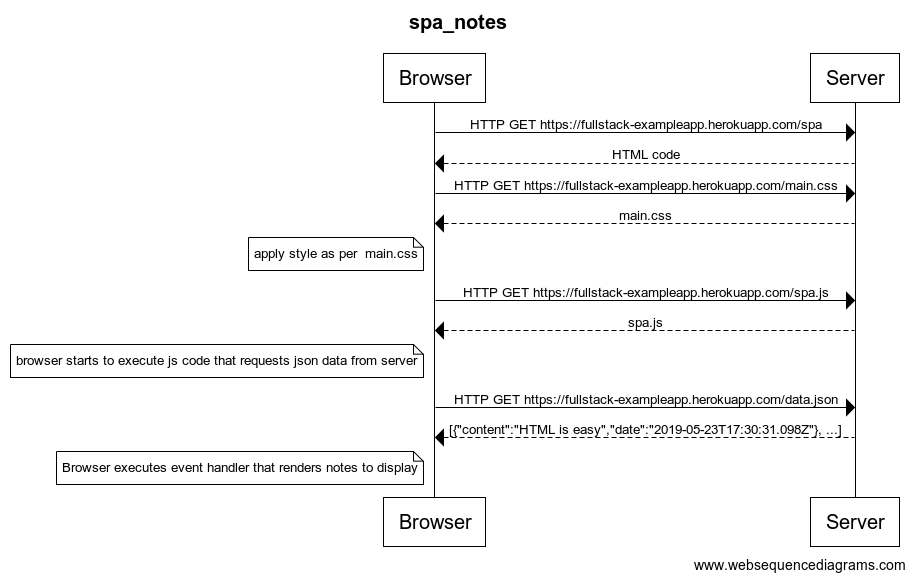 spa_notes
Browser
Server
HTTP GET https://fullstack-exampleapp.herokuapp.com/spa
HTML code
HTTP GET https://fullstack-exampleapp.herokuapp.com/main.css
main.css
apply style as per  main.css
HTTP GET https://fullstack-exampleapp.herokuapp.com/spa.js
spa.js
browser starts to execute js code that requests json data from server
HTTP GET https://fullstack-exampleapp.herokuapp.com/data.json
[{"content":"HTML is easy","date":"2019-05-23T17:30:31.098Z"}, ...]
Browser executes event handler that renders notes to display
Browser
Server
www.websequencediagrams.com